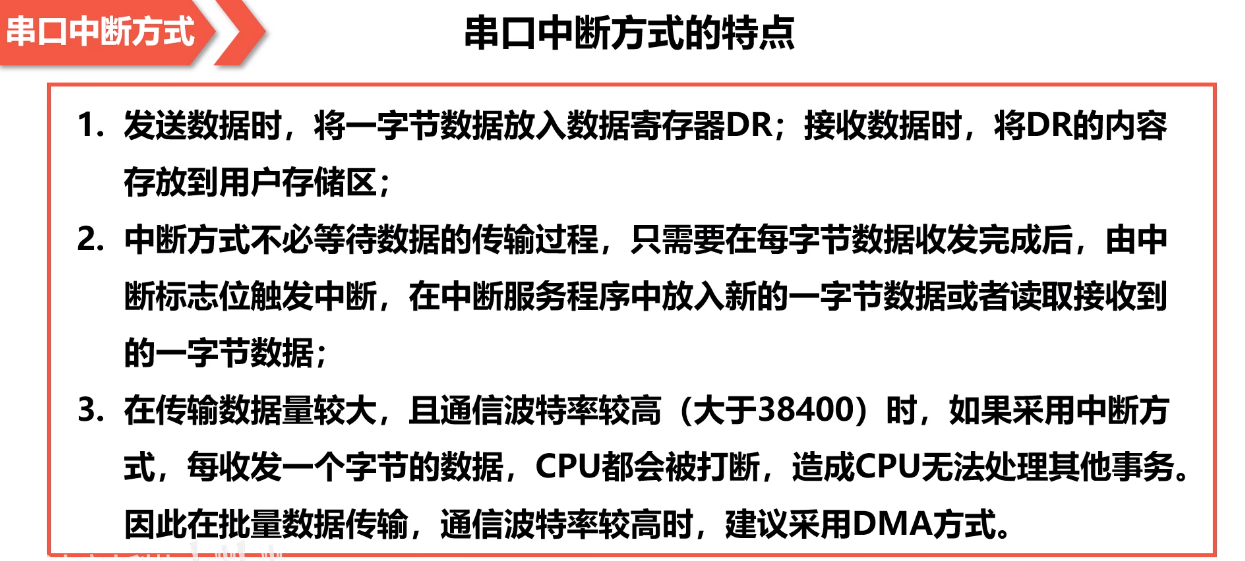 串口中断方式
串口中断方式的特点
1. 发送数据时，将一字节数据放入数据寄存器DR；接收数据时，将DR的内容
存放到用户存储区；
2. 中断方式不必等待数据的传输过程，只需要在每字节数据收发完成后，由中
断标志位触发中断，在中断服务程序中放入新的一字节数据或者读取接收到
的一字节数据；
3. 在传输数据量较大，且通信波特率较高（大于38400）时，如果采用中断方
式，每收发一个字节的数据，CPU都会被打断，造成CPU无法处理其他事务。
因此在批量数据传输，通信波特率较高时，建议采用DMA方式。